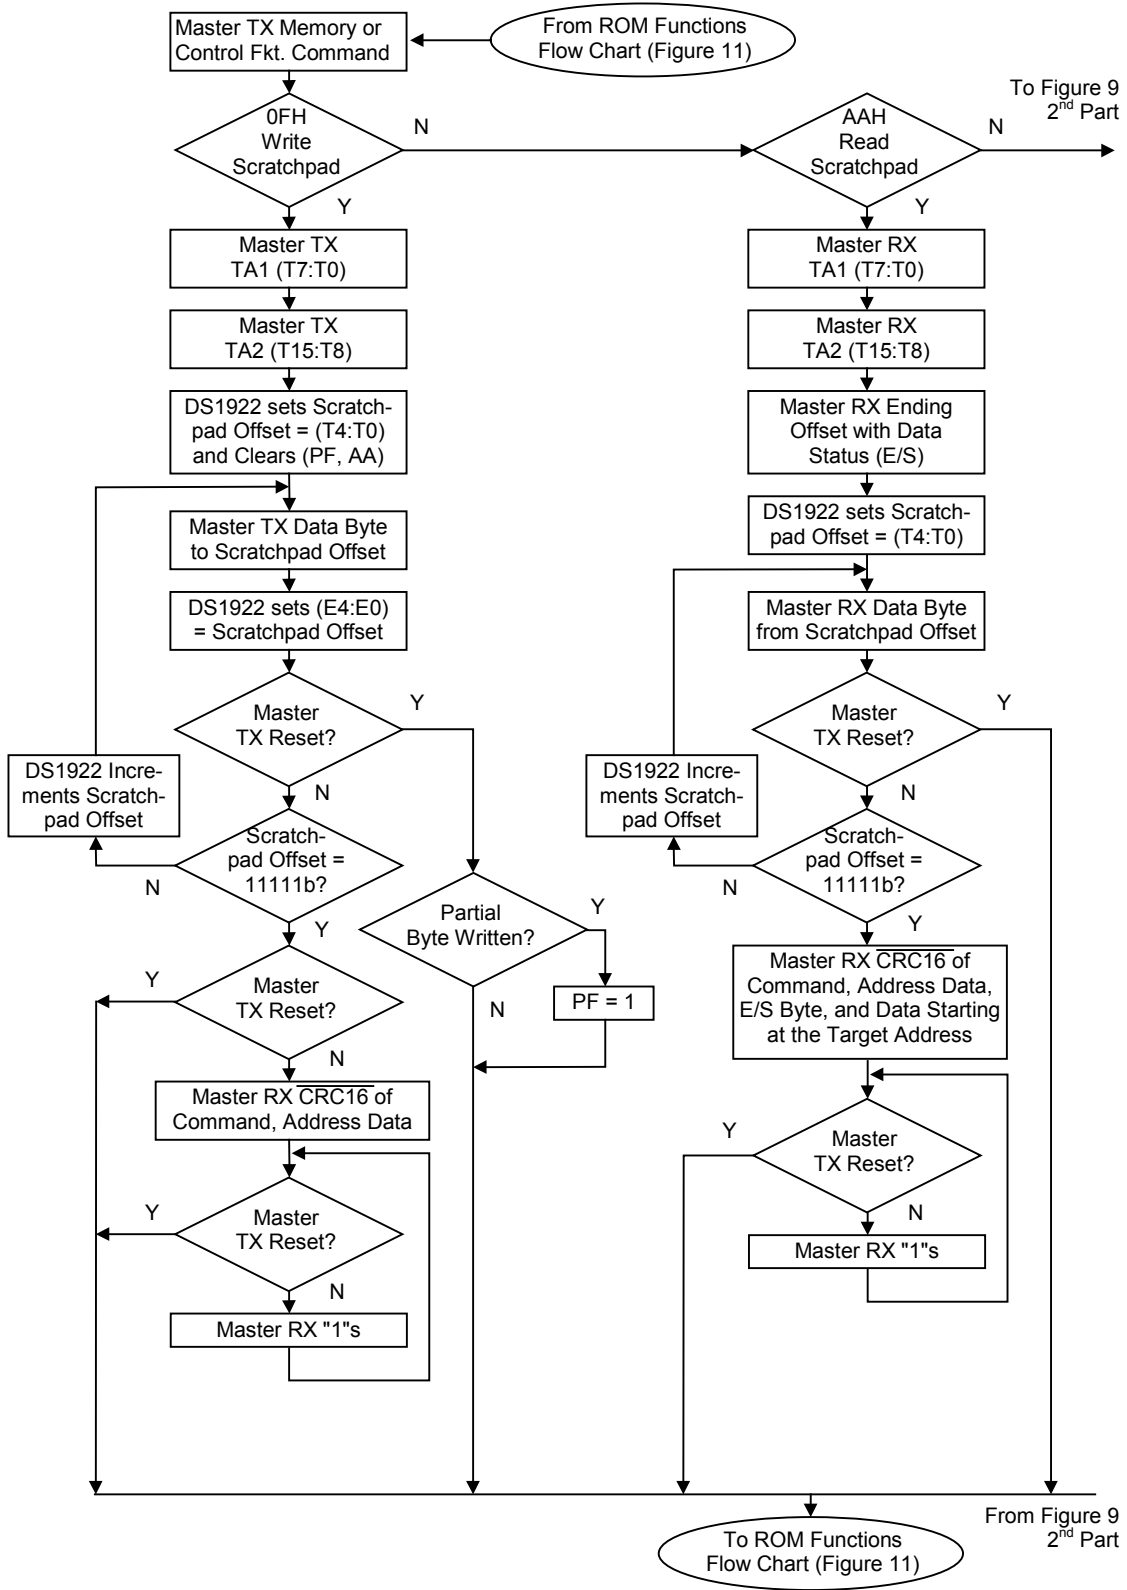 Master TX Memory or
Control Fkt. Command
From ROM Functions
Flow Chart (Figure 11)
To Figure 9
2nd Part
0FH
Write
Scratchpad
N
Y
AAH
Read
Scratchpad
N
Y
Master TX
TA1 (T7:T0)
Master TX
TA2 (T15:T8)
DS1922 sets Scratch-
pad Offset = (T4:T0)
and Clears (PF, AA)
Master TX Data Byte
to Scratchpad Offset
DS1922 sets (E4:E0)
= Scratchpad Offset
Master
TX Reset?
Y
N
DS1922 Incre-
ments Scratch-
pad Offset
Scratch-
pad Offset =
11111b?
N
Y
Partial
Byte Written?
Y
N
PF = 1
Master
TX Reset?
Y
N
Master RX CRC16 of
Command, Address Data
Master
TX Reset?
Y
N
Master RX "1"s
Master RX
TA1 (T7:T0)
Master RX
TA2 (T15:T8)
Master RX Ending
Offset with Data
Status (E/S)
DS1922 sets Scratch-
pad Offset = (T4:T0)
Master RX Data Byte
from Scratchpad Offset
Master
TX Reset?
Y
N
DS1922 Incre-
ments Scratch-
pad Offset
Scratch-
pad Offset =
11111b?
N
Y
Master RX CRC16 of
Command, Address Data,
E/S Byte, and Data Starting
at the Target Address
Master
TX Reset?
Y
N
Master RX "1"s
From Figure 9
2nd Part
To ROM Functions
Flow Chart (Figure 11)